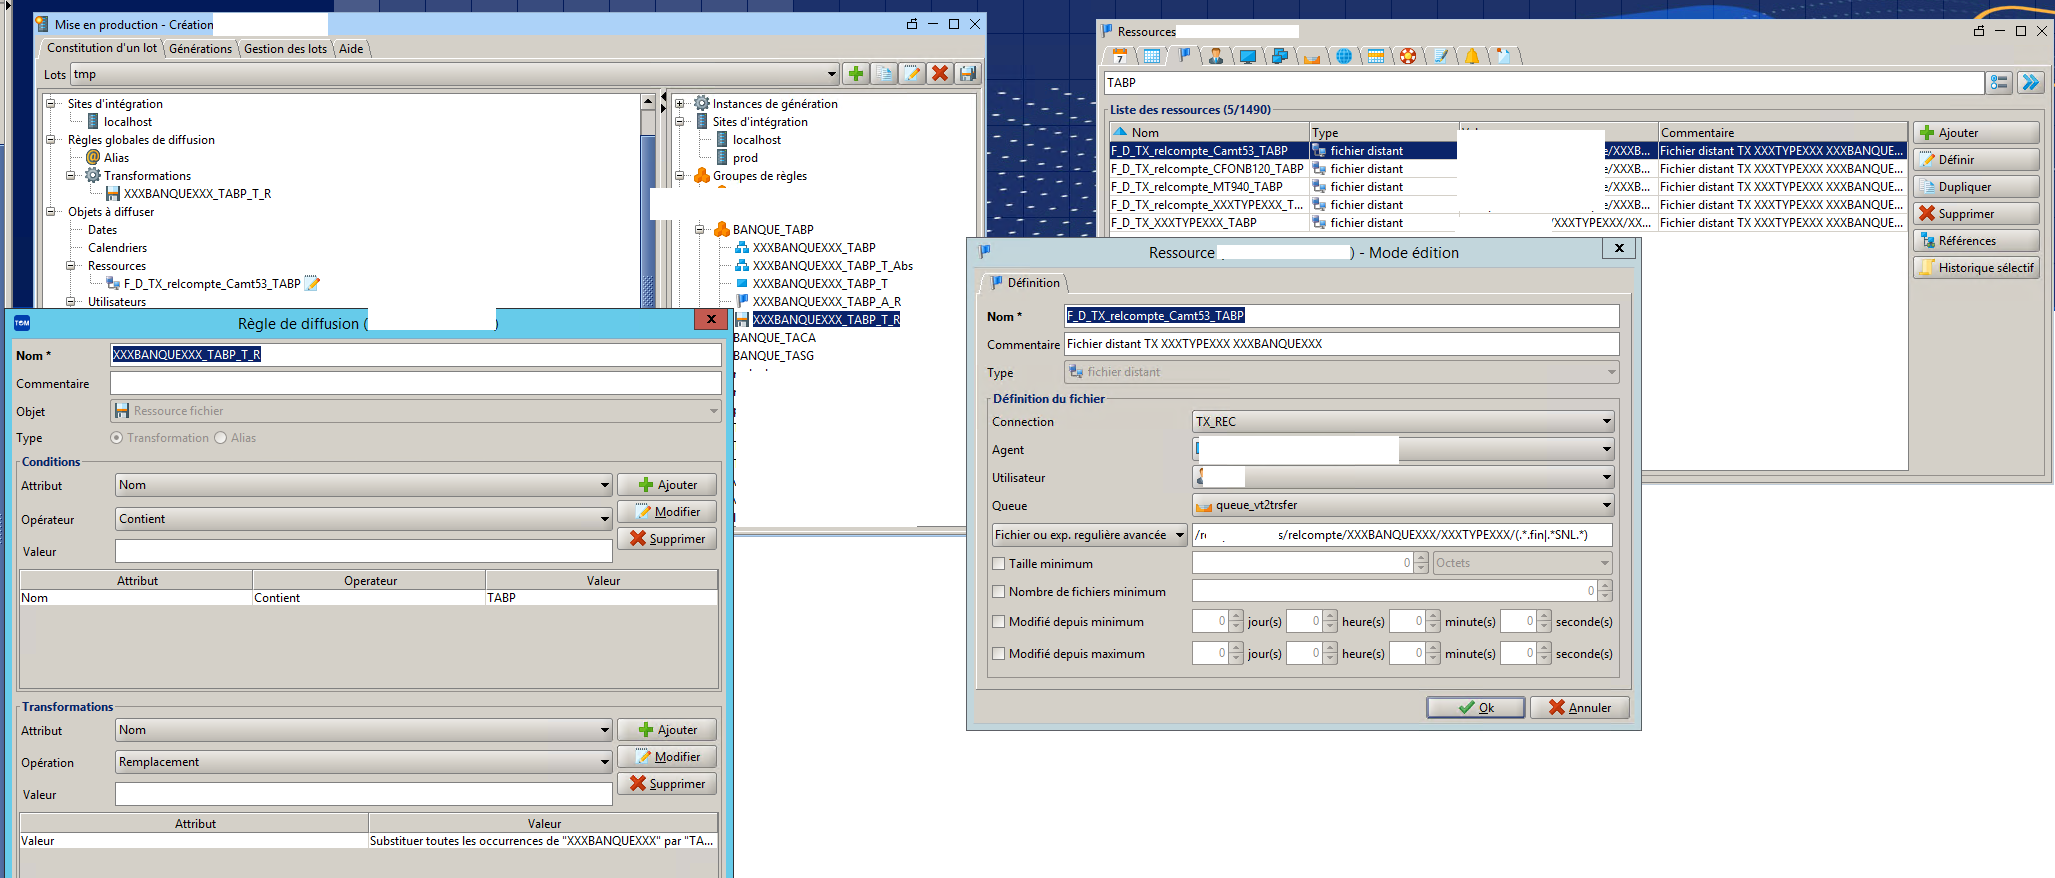 Mise en production - Création
Constitution d'un lot
Générations
Gestion des lots
Aide
Lots
tmp
Sites d'intégration
localhost
Règles globales de diffusion
Alias
Transformations
XXXBANQUEXXX_TABP_T_R
Objets à diffuser
Dates
Calendriers
Ressources
F_D_TX_relcompte_Camt53_TABP
Utilisateurs
Instances de génération
Sites d'intégration
localhost
prod
Groupes de règles
BANQUE_TABP
XXXBANQUEXXX_TABP
XXXBANQUEXXX_TABP_T_Abs
XXXBANQUEXXX_TABP_T
XXXBANQUEXXX_TABP_A_R
XXXBANQUEXXX_TABP_T_R
BANQUE_TACA
BANQUE_TASG
Ressources
7
TABP
Liste des ressources (5/1490)
Nom Type Commentaire
F_D_TX_relcompte_Camt53_TABP fichier distant e/XXXB... Fichier distant TX XXXTYPEXXX XXXBANQUE...
F_D_TX_relcompte_CFONB120_TABP fichier distant e/XXXB... Fichier distant TX XXXTYPEXXX XXXBANQUE...
F_D_TX_relcompte_MT940_TABP fichier distant e/XXXB... Fichier distant TX XXXTYPEXXX XXXBANQUE...
F_D_TX_relcompte_XXXTYPEXXX_T... fichier distant e/XXXB... Fichier distant TX XXXTYPEXXX XXXBANQUE...
F_D_TX_XXXTYPEXXX_TABP fichier distant XXXTYPEXXX/XX... Fichier distant TX XXXTYPEXXX XXXBANQUE...
Ajouter
Définir
Dupliquer
Supprimer
Références
Historique sélectif
TOM
Règle de diffusion ( )
X
Nom * XXXBANQUEXXX_TABP_T_R
Commentaire
Objet Ressource fichier
Type Transformation Alias
Conditions
Attribut Nom Ajouter
Opérateur Contient Modifier
Valeur Supprimer
Attribut Operateur Valeur
Nom Contient TABP
Transformations
Attribut Nom Ajouter
Opération Remplacement Modifier
Valeur Supprimer
Attribut Valeur
Valeur Substituer toutes les occurrences de "XXXBANQUEXXX" par "TA...
Ressource ) - Mode édition
X
Définition
Nom * F_D_TX_relcompte_Camt53_TABP
Commentaire Fichier distant TX XXXTYPEXXX XXXBANQUEXXX
Type fichier distant
Définition du fichier
Connection TX_REC
Agent
Utilisateur
Queue queue_vt2trsfer
Fichier ou exp. regulière avancée /re s/relcompte/XXXBANQUEXXX/XXXTYPEXXX/(.*.fin|.*SNL.*)
Taille minimum 0 Octets
Nombre de fichiers minimum 0
Modifié depuis minimum 0 jour(s) 0 heure(s) 0 minute(s) 0 seconde(s)
Modifié depuis maximum 0 jour(s) 0 heure(s) 0 minute(s) 0 seconde(s)
Ok
Annuler